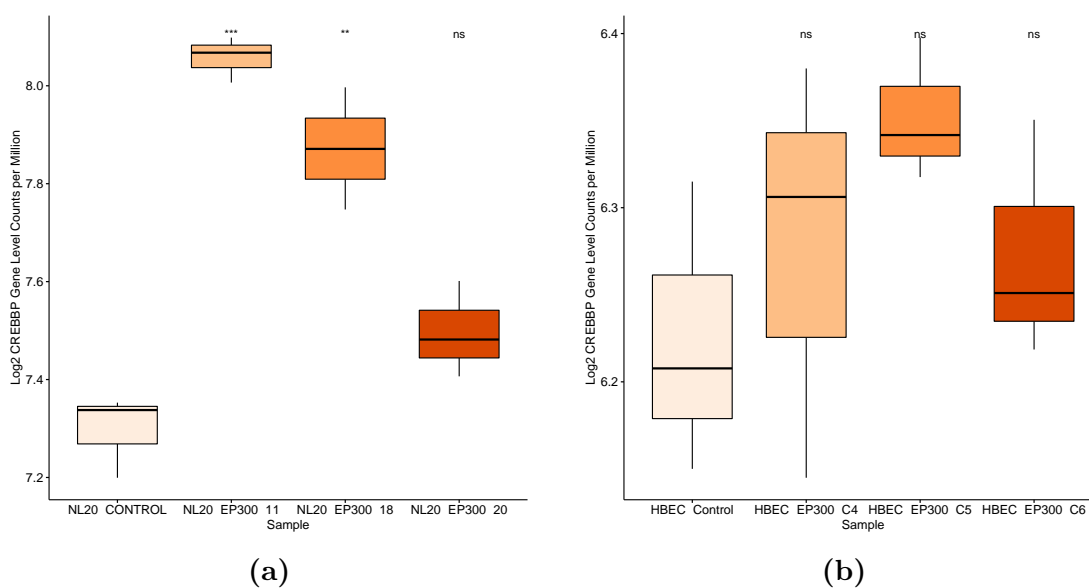 Log2 CREBBP Gene Level Counts per Million
8.0
7.8
7.6
7.4
7.2
***
**
ns
NL20 CONTROL NL20 EP300 11 NL20 EP300 18 NL20 EP300 20
Sample
(a)
Log2 CREBBP Gene Level Counts per Million
6.4
6.3
6.2
ns
ns
ns
HBEC Control HBEC EP300 C4 HBEC EP300 C5 HBEC EP300 C6
Sample
(b)